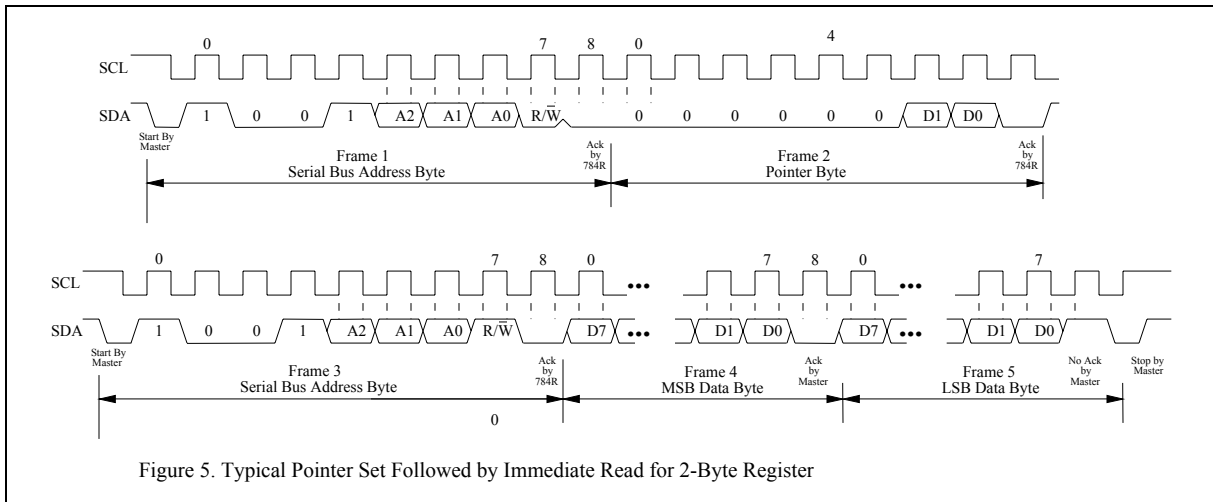 0 7 8 0 4
SCL
SDA 1 0 0 1 A2 A1 A0 R/W̅ 0 0 0 0 0 0 D1 D0
Start By
Master
Ack
by
784R
Ack
by
784R
Frame 1
Serial Bus Address Byte
Frame 2
Pointer Byte
0 7 8 0 7 8 0 7
SCL ••• •••
SDA 1 0 0 1 A2 A1 A0 R/W̅ D7 ••• D1 D0 D7 ••• D1 D0
Start By
Master
Ack
by
784R
Ack
by
Master
No Ack
by
Master
Stop by
Master
Frame 3
Serial Bus Address Byte
Frame 4
MSB Data Byte
Frame 5
LSB Data Byte
0
Figure 5. Typical Pointer Set Followed by Immediate Read for 2-Byte Register